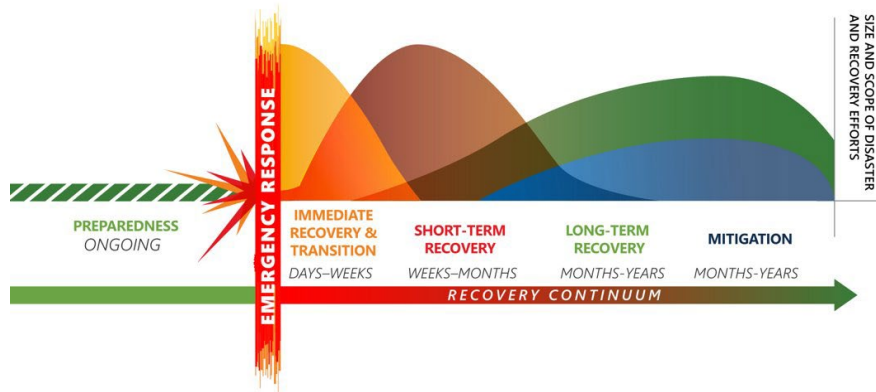 SIZE AND SCOPE OF DISASTER
AND RECOVERY EFFORTS
EMERGENCY RESPONSE
PREPAREDNESS
ONGOING
IMMEDIATE
RECOVERY &
TRANSITION
DAYS–WEEKS
SHORT-TERM
RECOVERY
WEEKS–MONTHS
LONG-TERM
RECOVERY
MONTHS-YEARS
MITIGATION
MONTHS-YEARS
RECOVERY CONTINUUM